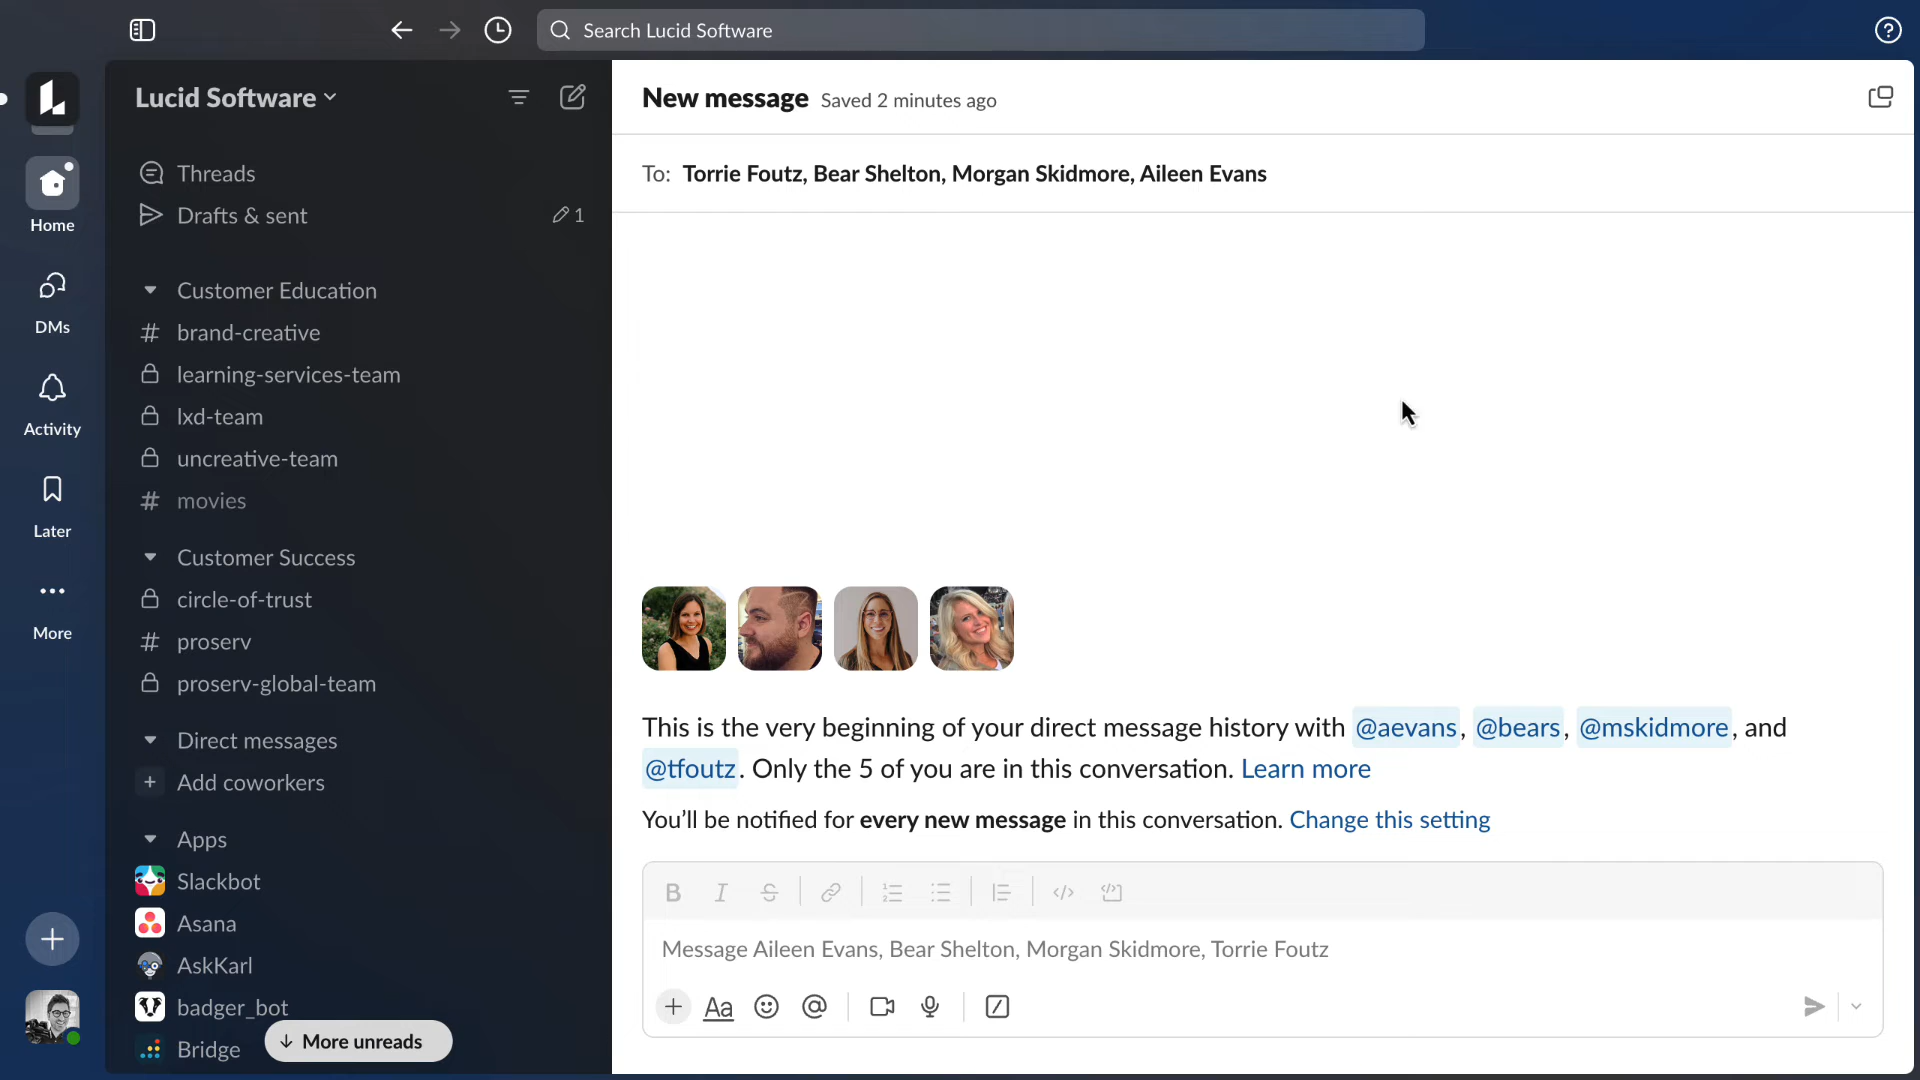 Search Lucid Software
Lucid Software
Home
DMs
Activity
Later
More
Threads
Drafts & sent
1
Customer Education
brand-creative
learning-services-team
lxd-team
uncreative-team
movies
Customer Success
circle-of-trust
proserv
proserv-global-team
Direct messages
Add coworkers
Apps
Slackbot
Asana
AskKarl
badger_bot
Bridge
More unreads
New message Saved 2 minutes ago
To: Torrie Foutz, Bear Shelton, Morgan Skidmore, Aileen Evans
This is the very beginning of your direct message history with @aevans, @bears, @mskidmore, and
@tfoutz. Only the 5 of you are in this conversation. Learn more
You’ll be notified for every new message in this conversation. Change this setting
Message Aileen Evans, Bear Shelton, Morgan Skidmore, Torrie Foutz
Aa